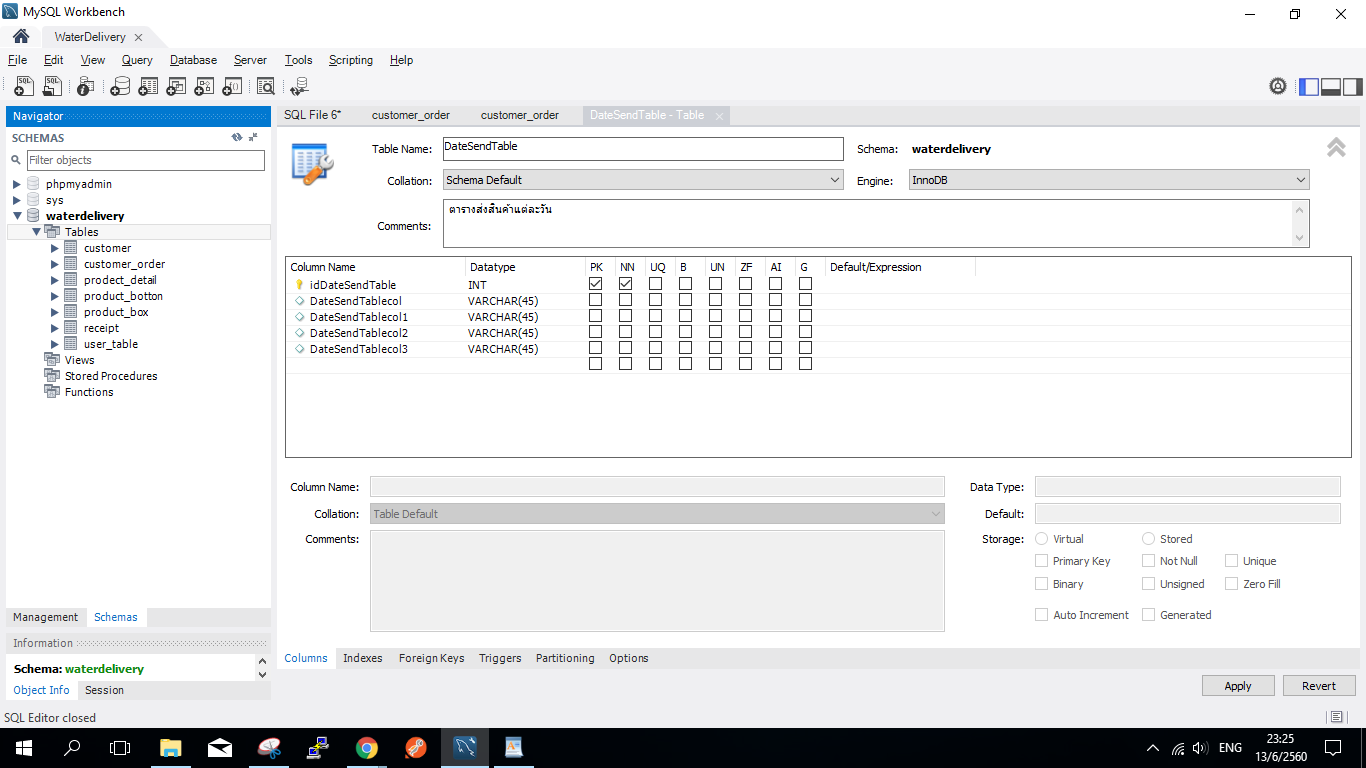 MySQL Workbench
WaterDelivery
File Edit View Query Database Server Tools Scripting Help
Navigator
SCHEMAS
Filter objects
phpmyadmin
sys
waterdelivery
Tables
customer
customer_order
product_detail
product_botton
product_box
receipt
user_table
Views
Stored Procedures
Functions
Management Schemas
Information
Schema: waterdelivery
Object Info Session
SQL File 6* customer_order customer_order DateSendTable - Table
Table Name: DateSendTable Schema: waterdelivery
Collation: Schema Default Engine: InnoDB
Comments: ตารางส่งสินค้าแต่ละวัน
Column Name Datatype PK NN UQ B UN ZF AI G Default/Expression
idDateSendTable INT
DateSendTablecol VARCHAR(45)
DateSendTablecol1 VARCHAR(45)
DateSendTablecol2 VARCHAR(45)
DateSendTablecol3 VARCHAR(45)
Column Name: Data Type:
Collation: Table Default Default:
Comments: Storage: Virtual Stored
Primary Key Not Null Unique
Binary Unsigned Zero Fill
Auto Increment Generated
Columns Indexes Foreign Keys Triggers Partitioning Options
Apply Revert
SQL Editor closed
ENG
23:25
13/6/2560